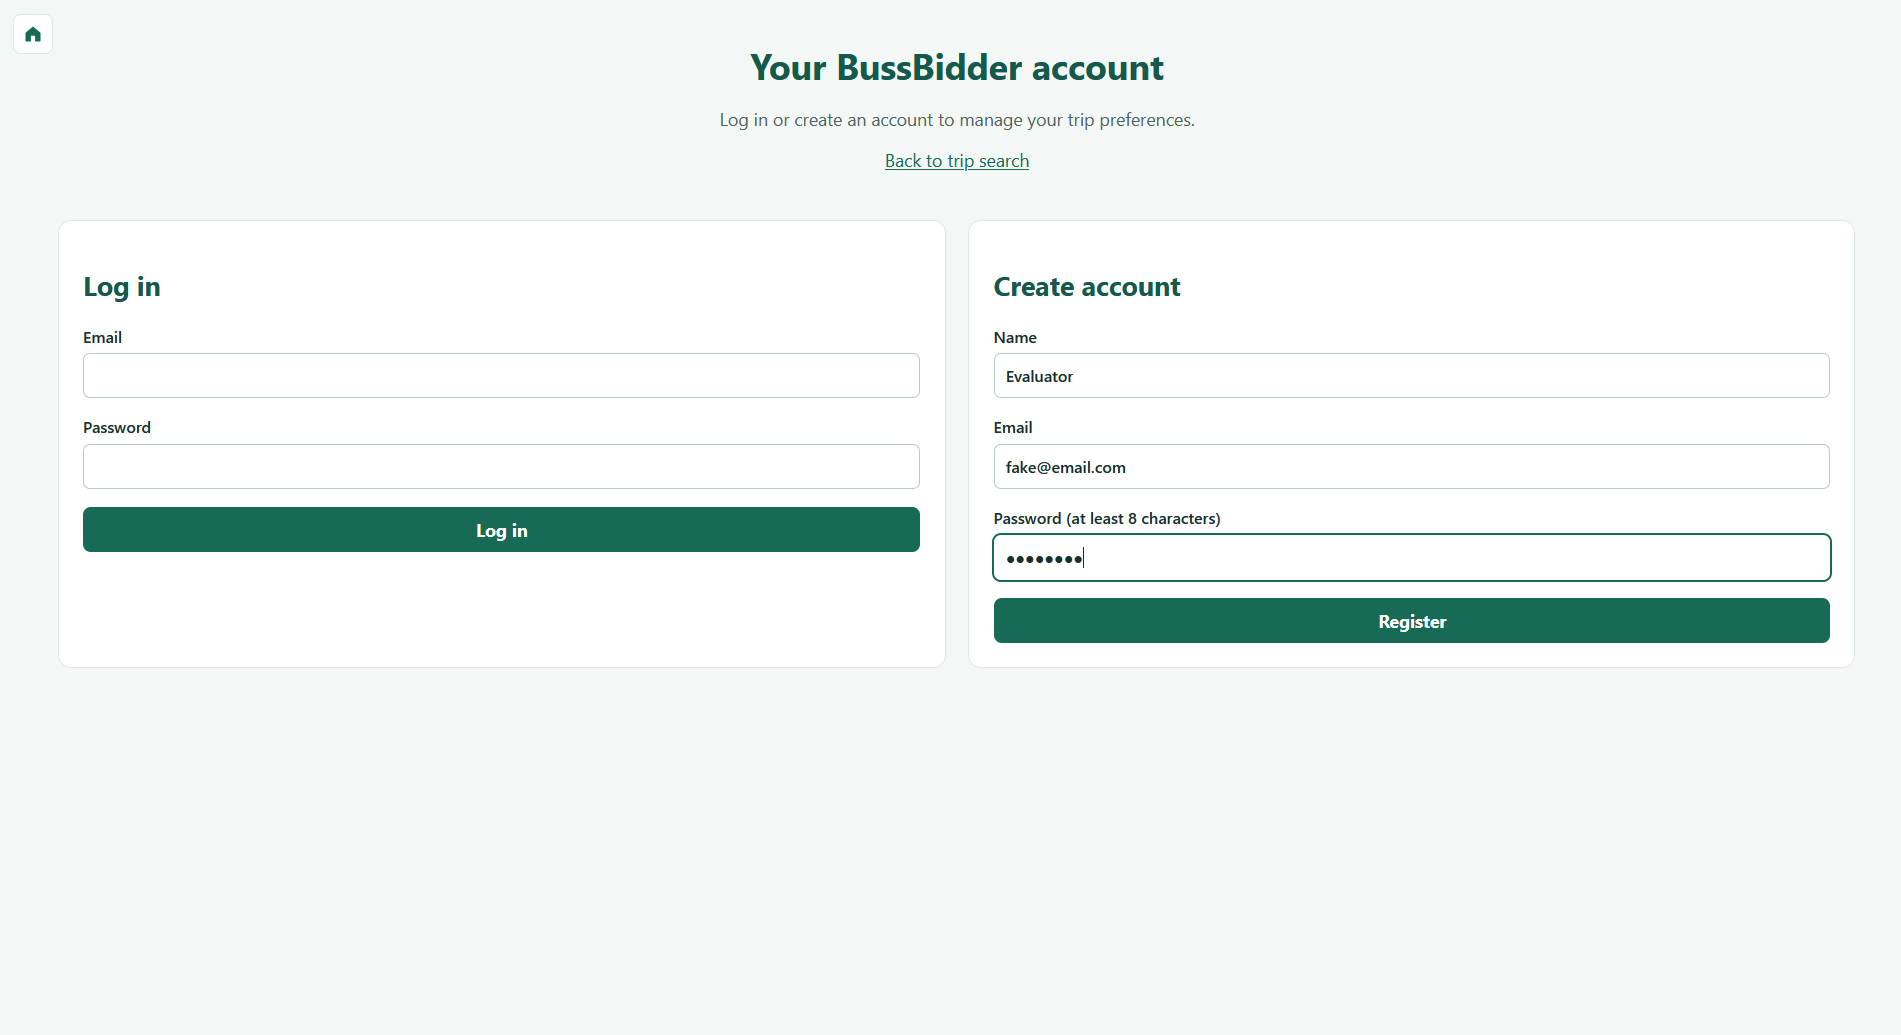 Your BussBidder account
Log in or create an account to manage your trip preferences.
Back to trip search
Log in
Email
Password
Log in
Create account
Name
Evaluator
Email
fake@email.com
Password (at least 8 characters)
••••••••
Register